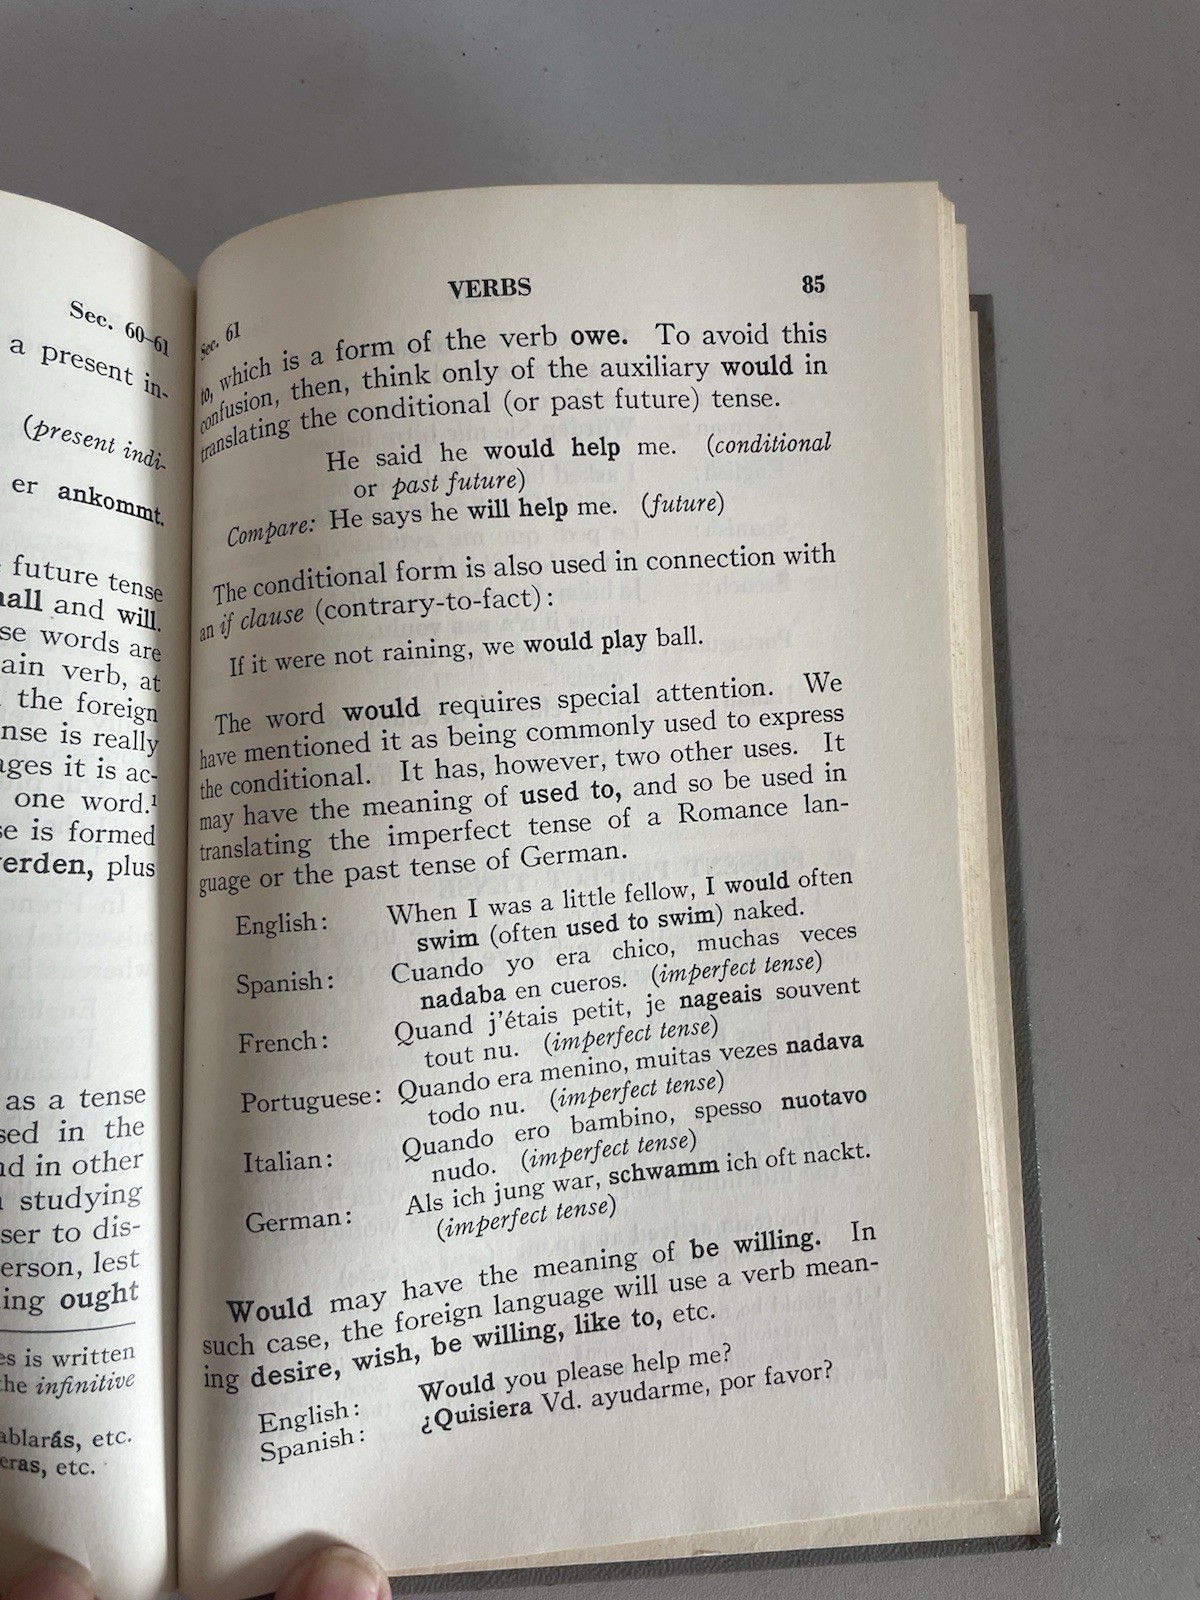 Sec. 60–61
a present in-
(present indi-
er ankommt.
future tense
and will.
se words are
ain verb, at
the foreign
nse is really
ages it is ac-
one word.¹
se is formed
werden, plus
as a tense
sed in the
nd in other
studying
ser to dis-
erson, lest
ing ought
es is written
the infinitive
ablarás, etc.
eras, etc.
VERBS 85
Sec. 61
to, which is a form of the verb owe. To avoid this
confusion, then, think only of the auxiliary would in
translating the conditional (or past future) tense.
He said he would help me. (conditional
or past future)
Compare: He says he will help me. (future)
The conditional form is also used in connection with
an if clause (contrary-to-fact):
If it were not raining, we would play ball.
The word would requires special attention. We
have mentioned it as being commonly used to express
the conditional. It has, however, two other uses. It
may have the meaning of used to, and so be used in
translating the imperfect tense of a Romance lan-
guage or the past tense of German.
English: When I was a little fellow, I would often
swim (often used to swim) naked.
Spanish: Cuando yo era chico, muchas veces
nadaba en cueros. (imperfect tense)
French: Quand j'étais petit, je nageais souvent
tout nu. (imperfect tense)
Portuguese: Quando era menino, muitas vezes nadava
todo nu. (imperfect tense)
Italian: Quando ero bambino, spesso nuotavo
nudo. (imperfect tense)
German: Als ich jung war, schwamm ich oft nackt.
(imperfect tense)
Would may have the meaning of be willing. In
such case, the foreign language will use a verb mean-
ing desire, wish, be willing, like to, etc.
English: Would you please help me?
Spanish: ¿Quisiera Vd. ayudarme, por favor?